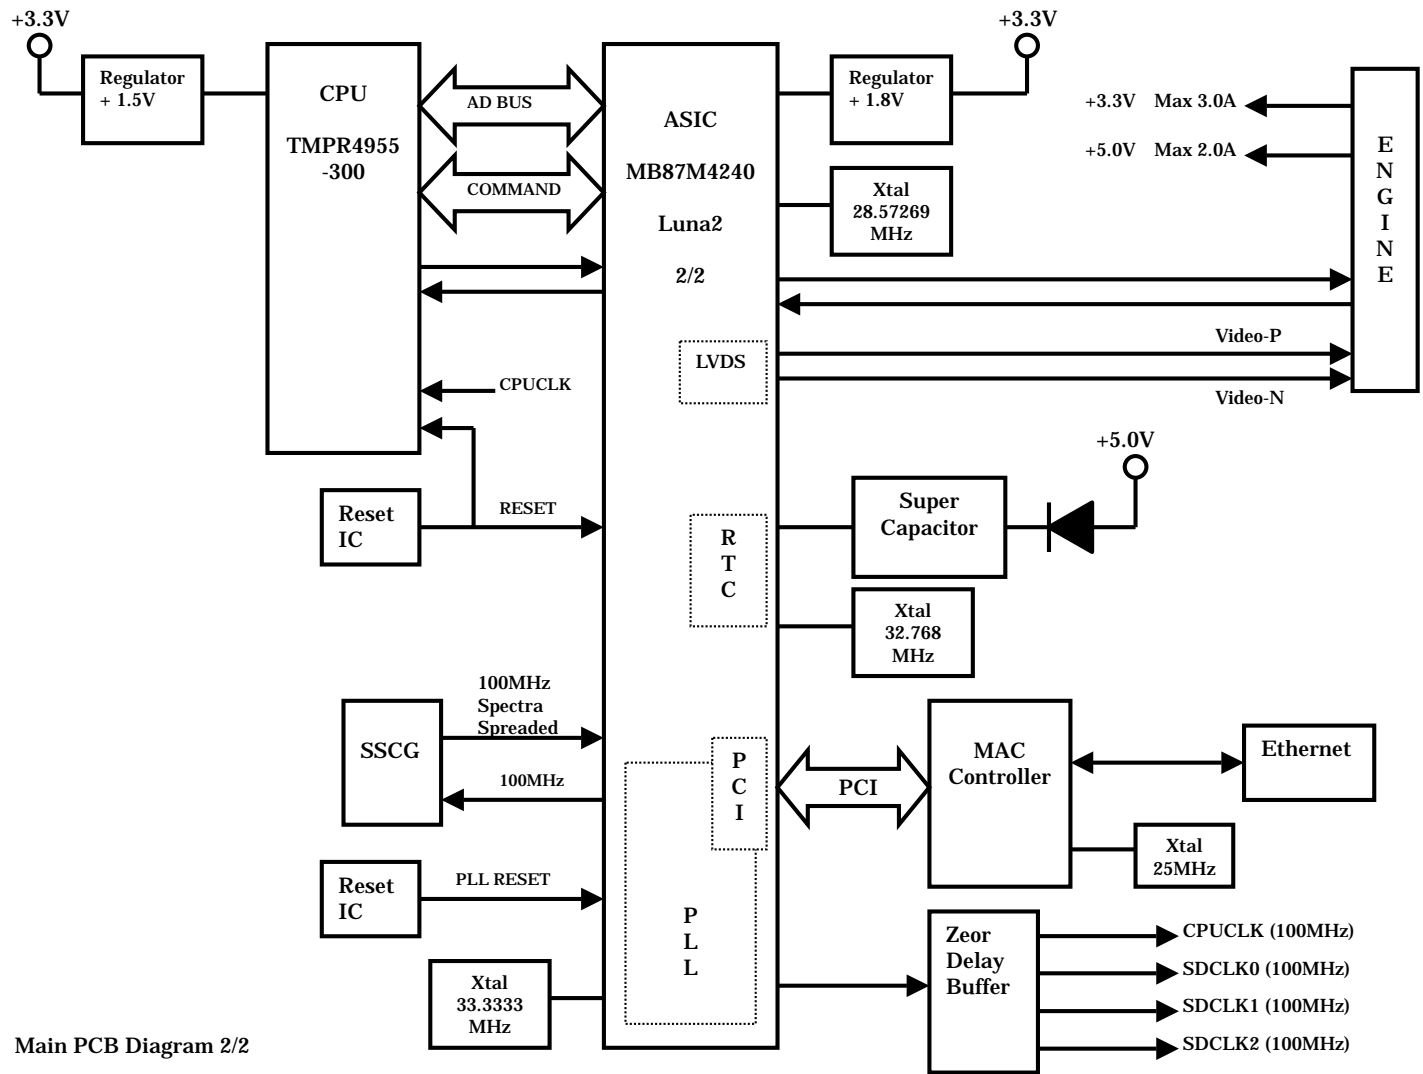 +3.3V
Regulator
+ 1.5V
CPU
TMPR4955
-300
AD BUS
COMMAND
CPUCLK
ASIC
MB87M4240
Luna2
2/2
LVDS
Regulator
+ 1.8V
+3.3V
Xtal
28.57269
MHz
+3.3V Max 3.0A
+5.0V Max 2.0A
E
N
G
I
N
E
Video-P
Video-N
Reset
IC
RESET
R
T
C
Super
Capacitor
+5.0V
Xtal
32.768
MHz
SSCG
100MHz
Spectra
Spreaded
100MHz
P
C
I
PCI
MAC
Controller
Ethernet
Xtal
25MHz
Reset
IC
PLL RESET
P
L
L
Xtal
33.3333
MHz
Zeor
Delay
Buffer
CPUCLK (100MHz)
SDCLK0 (100MHz)
SDCLK1 (100MHz)
SDCLK2 (100MHz)
Main PCB Diagram 2/2